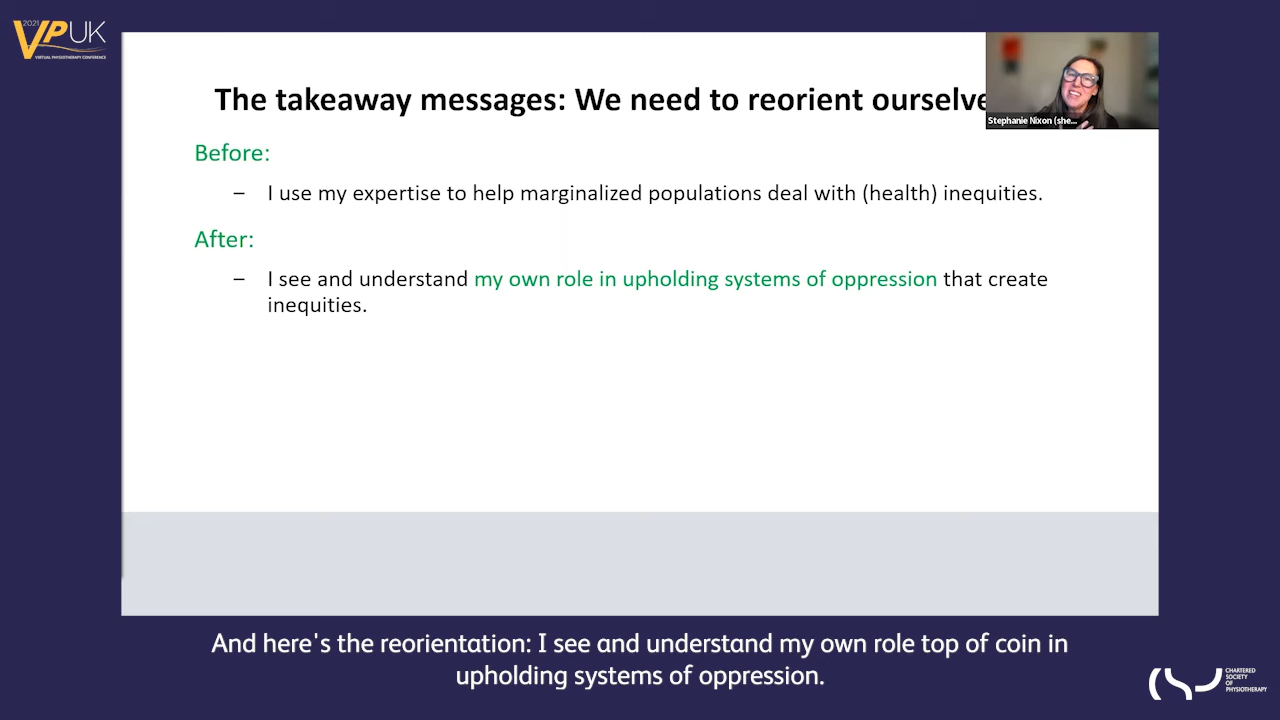 2021
VPUK
VIRTUAL PHYSIOTHERAPY CONFERENCE
The takeaway messages: We need to reorient ourselve
Stephanie Nixon (she...
Before:
– I use my expertise to help marginalized populations deal with (health) inequities.
After:
– I see and understand my own role in upholding systems of oppression that create
inequities.
And here's the reorientation: I see and understand my own role top of coin in
upholding systems of oppression.
CHARTERED
SOCIETY
OF
PHYSIOTHERAPY